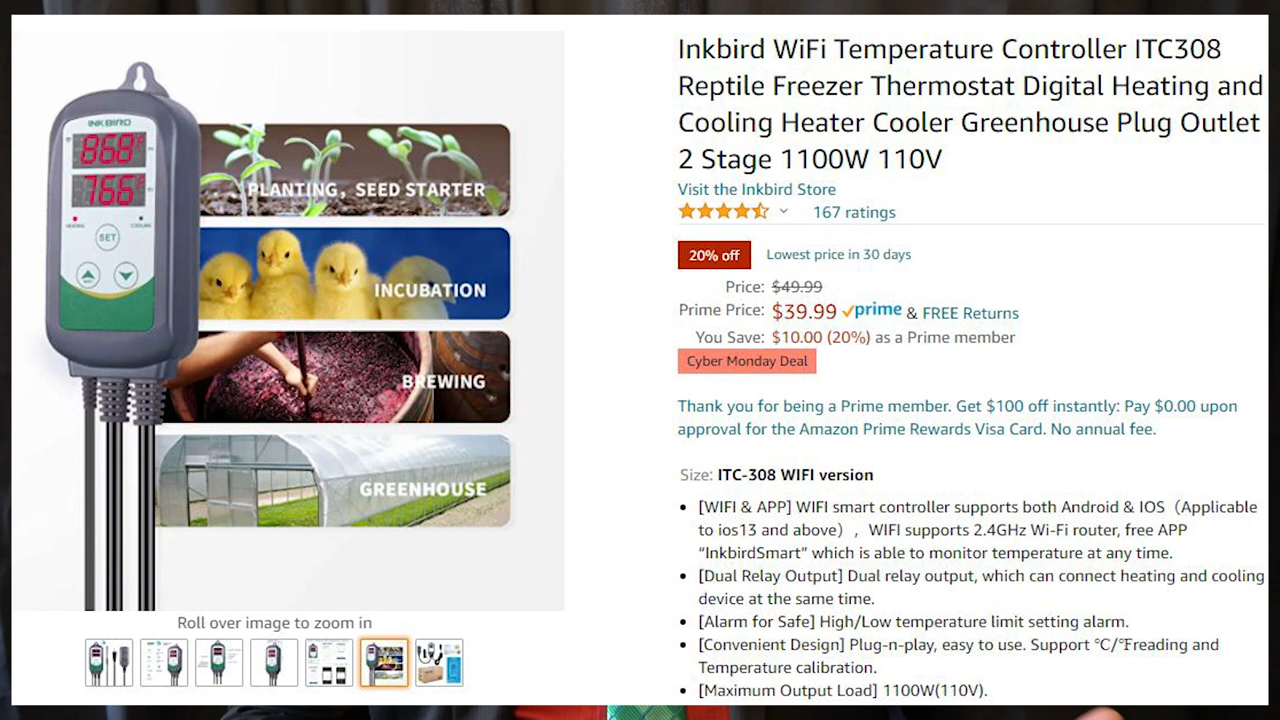 INKBIRD
868°F
766°F
HEATING
COOLING
SET
PLANTING, SEED STARTER
INCUBATION
BREWING
GREENHOUSE
Roll over image to zoom in
Inkbird WiFi Temperature Controller ITC308
Reptile Freezer Thermostat Digital Heating and
Cooling Heater Cooler Greenhouse Plug Outlet
2 Stage 1100W 110V
Visit the Inkbird Store
167 ratings
20% off Lowest price in 30 days
Price: $49.99
Prime Price: $39.99 prime & FREE Returns
You Save: $10.00 (20%) as a Prime member
Cyber Monday Deal
Thank you for being a Prime member. Get $100 off instantly: Pay $0.00 upon
approval for the Amazon Prime Rewards Visa Card. No annual fee.
Size: ITC-308 WIFI version
• [WIFI & APP] WIFI smart controller supports both Android & IOS（Applicable
to ios13 and above）, WIFI supports 2.4GHz Wi-Fi router, free APP
“InkbirdSmart” which is able to monitor temperature at any time.
• [Dual Relay Output] Dual relay output, which can connect heating and cooling
device at the same time.
• [Alarm for Safe] High/Low temperature limit setting alarm.
• [Convenient Design] Plug-n-play, easy to use. Support ℃/℉reading and
Temperature calibration.
• [Maximum Output Load] 1100W(110V).